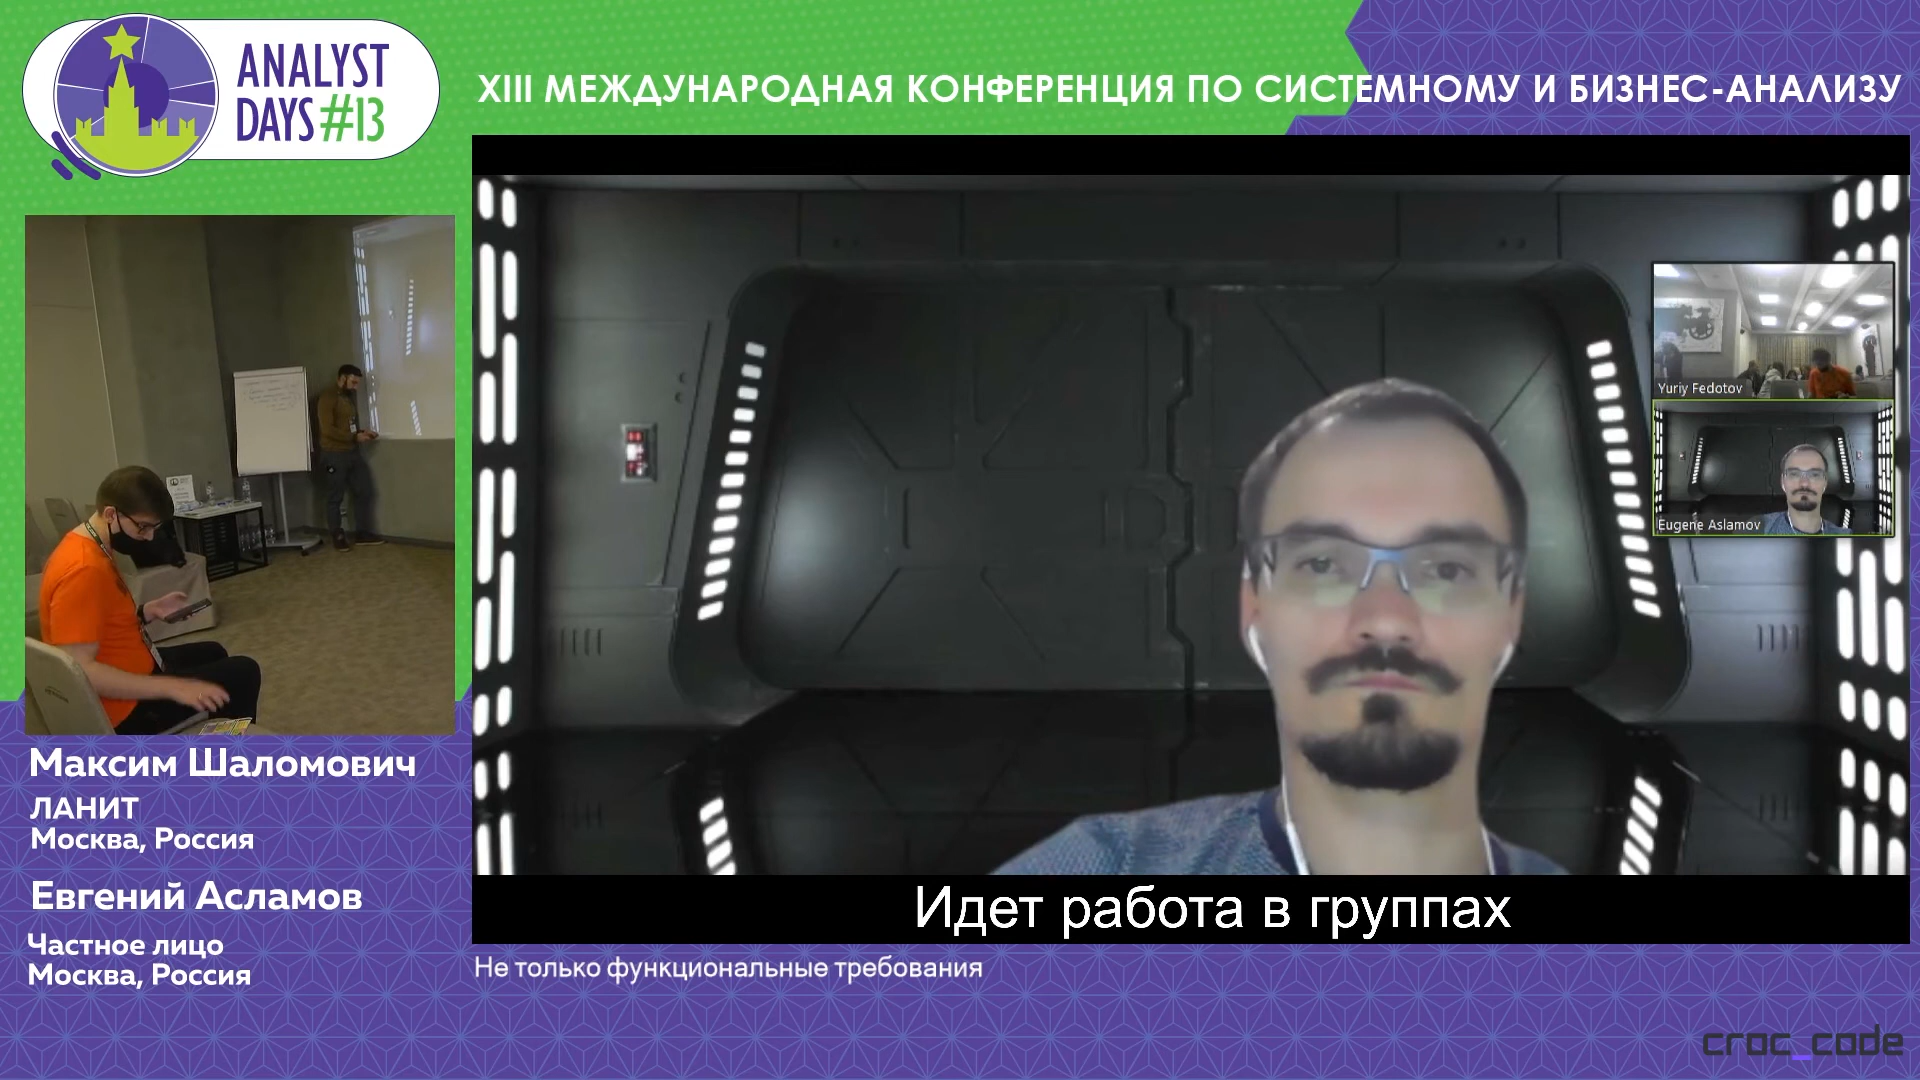 ANALYST
DAYS #13
XIII МЕЖДУНАРОДНАЯ КОНФЕРЕНЦИЯ ПО СИСТЕМНОМУ И БИЗНЕС-АНАЛИЗУ
Yuriy Fedotov
Eugene Aslamov
Максим Шаломович
ЛАНИТ
Москва, Россия
Евгений Асламов
Частное лицо
Москва, Россия
Идет работа в группах
Не только функциональные требования
croc_code